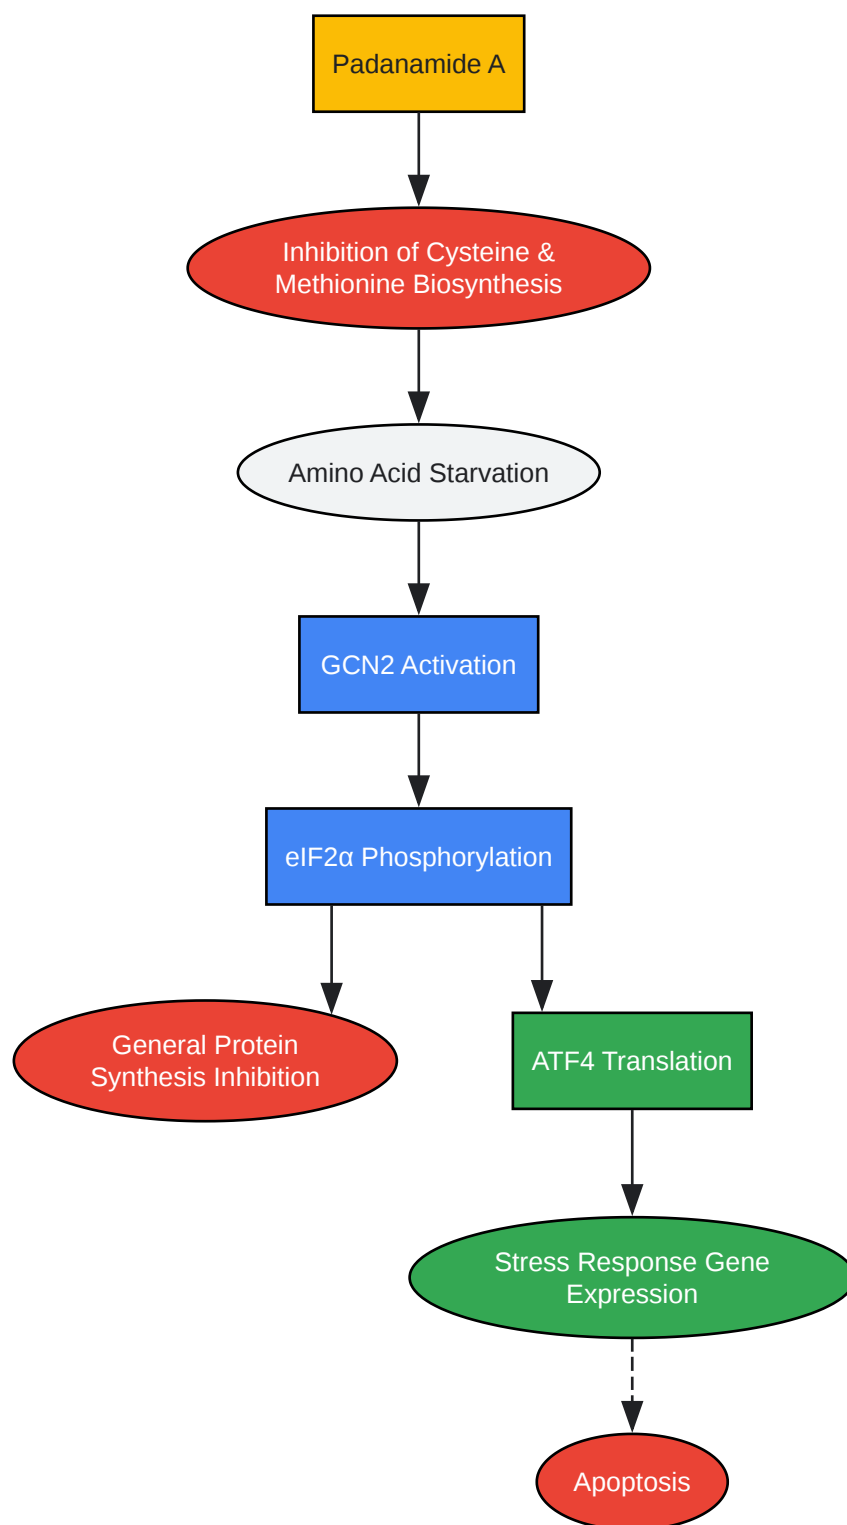 Padanamide A
Inhibition of Cysteine &
Methionine Biosynthesis
Amino Acid Starvation
GCN2 Activation
eIF2α Phosphorylation
General Protein
Synthesis Inhibition
ATF4 Translation
Stress Response Gene
Expression
Apoptosis